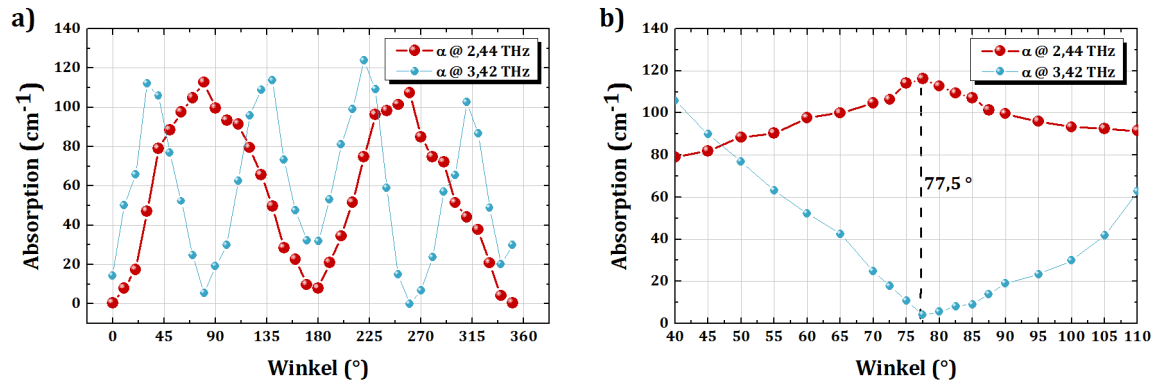 a)
140
120
100
80
60
40
20
0
Absorption (cm-1)
α @ 2,44 THz
α @ 3,42 THz
0 45 90 135 180 225 270 315 360
Winkel (°)
b)
140
120
100
80
60
40
20
0
Absorption (cm-1)
α @ 2,44 THz
α @ 3,42 THz
77,5 °
40 45 50 55 60 65 70 75 80 85 90 95 100 105 110
Winkel (°)